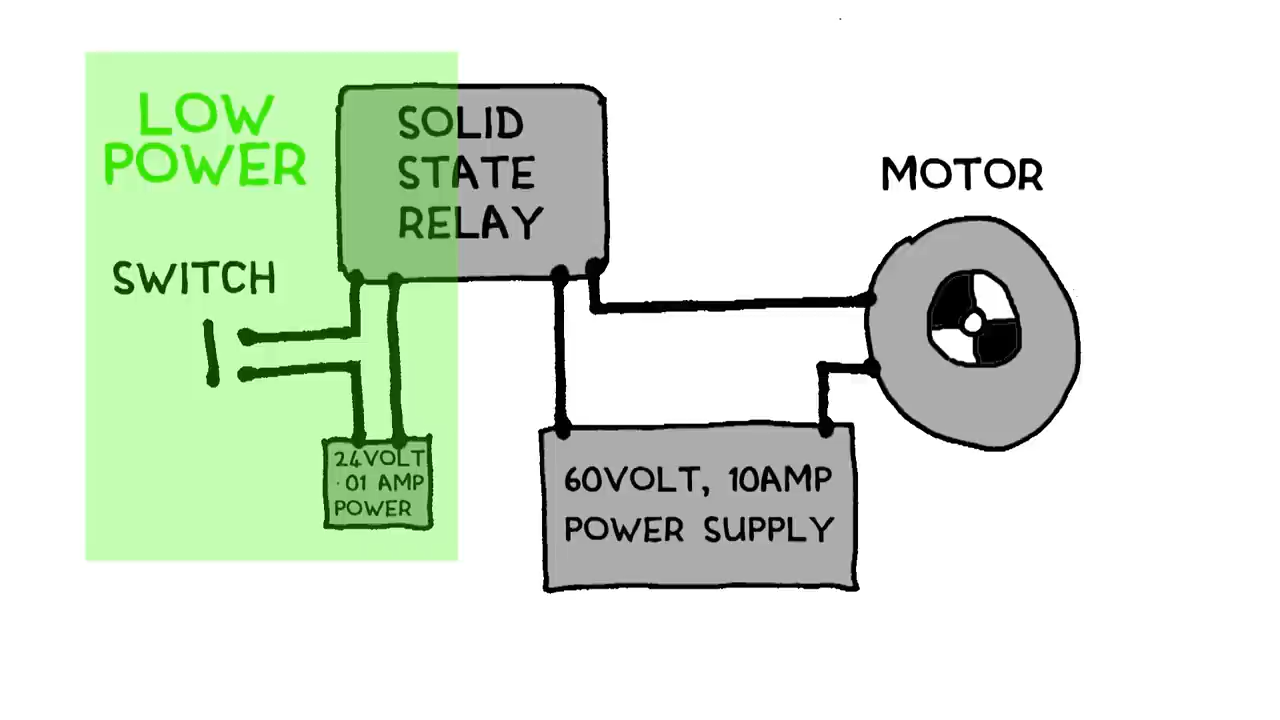 LOW
POWER
SOLID
STATE
RELAY
MOTOR
SWITCH
24VOLT
.01 AMP
POWER
60VOLT, 10AMP
POWER SUPPLY